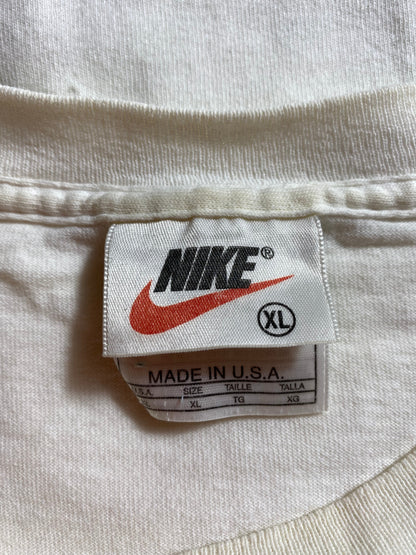 NIKE®
XL
MADE IN U.S.A.
SIZE TAILLE TALLA
XL TG XG